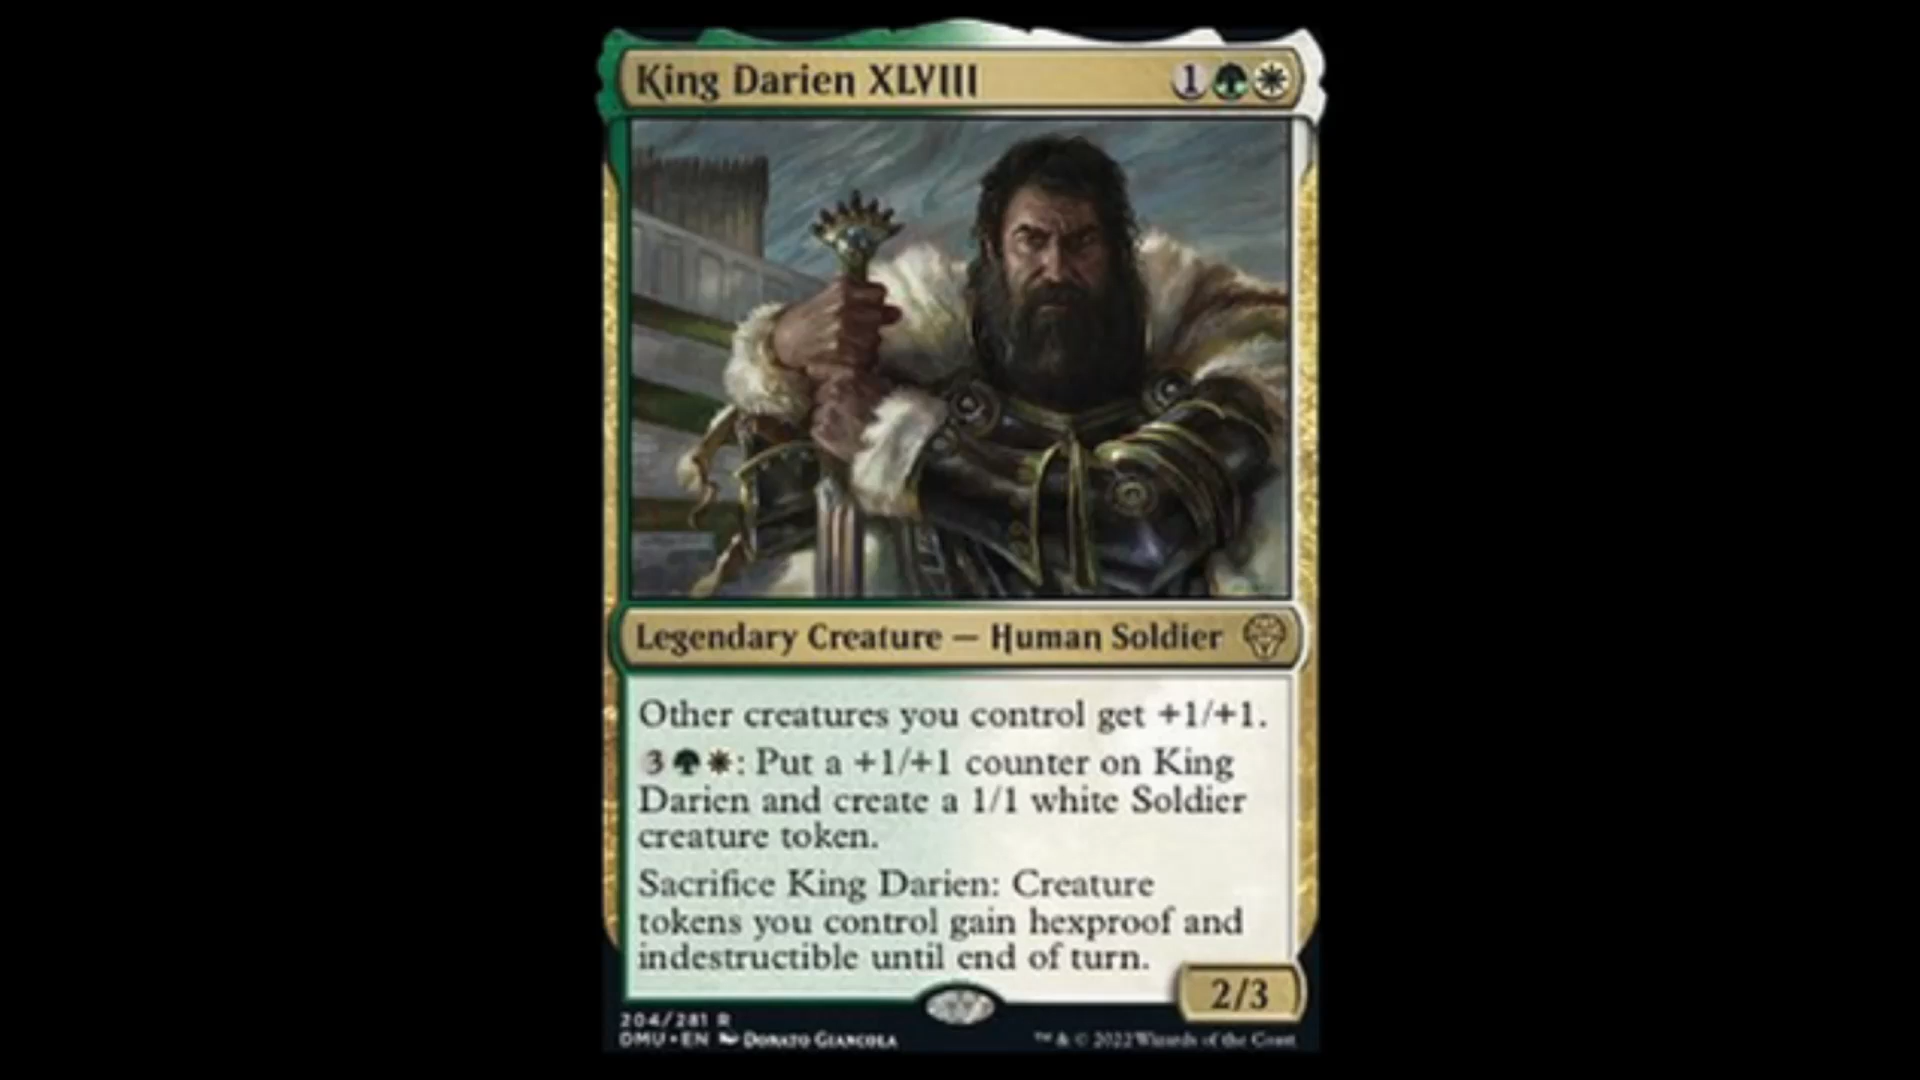 King Darien XLVIII 1
Legendary Creature — Human Soldier
Other creatures you control get +1/+1.
3: Put a +1/+1 counter on King
Darien and create a 1/1 white Soldier
creature token.
Sacrifice King Darien: Creature
tokens you control gain hexproof and
indestructible until end of turn.
2/3
204/281 R
DMU • EN Donato Giancola
™ & © 2022 Wizards of the Coast